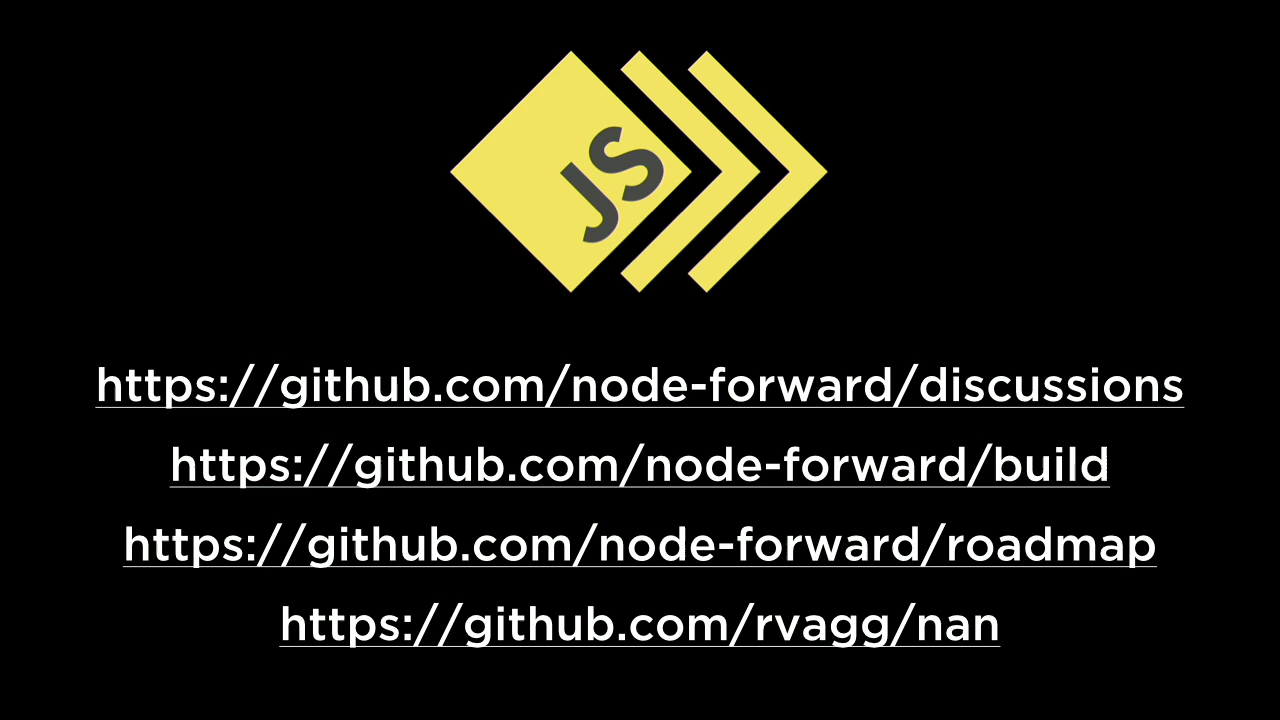 JS
https://github.com/node-forward/discussions
https://github.com/node-forward/build
https://github.com/node-forward/roadmap
https://github.com/rvagg/nan